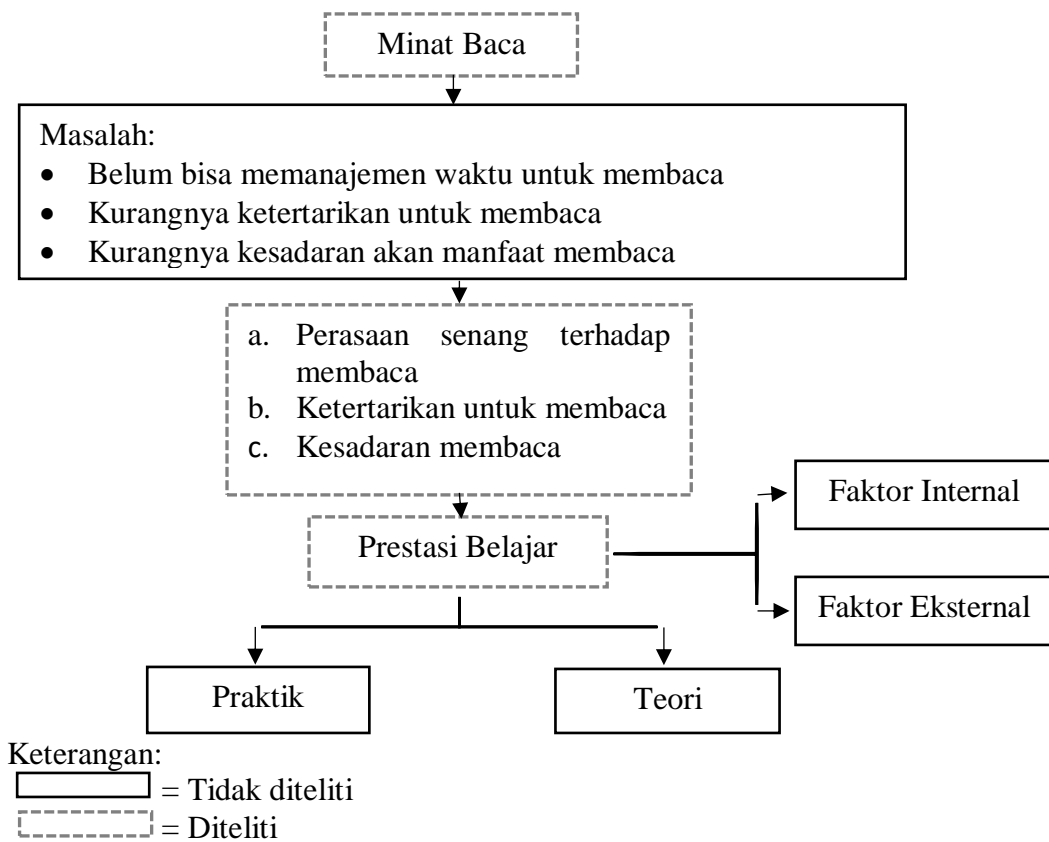 Minat Baca
Masalah:
• Belum bisa memanajemen waktu untuk membaca
• Kurangnya ketertarikan untuk membaca
• Kurangnya kesadaran akan manfaat membaca
a. Perasaan senang terhadap
membaca
b. Ketertarikan untuk membaca
c. Kesadaran membaca
Faktor Internal
Prestasi Belajar
Faktor Eksternal
Praktik
Teori
Keterangan:
= Tidak diteliti
= Diteliti